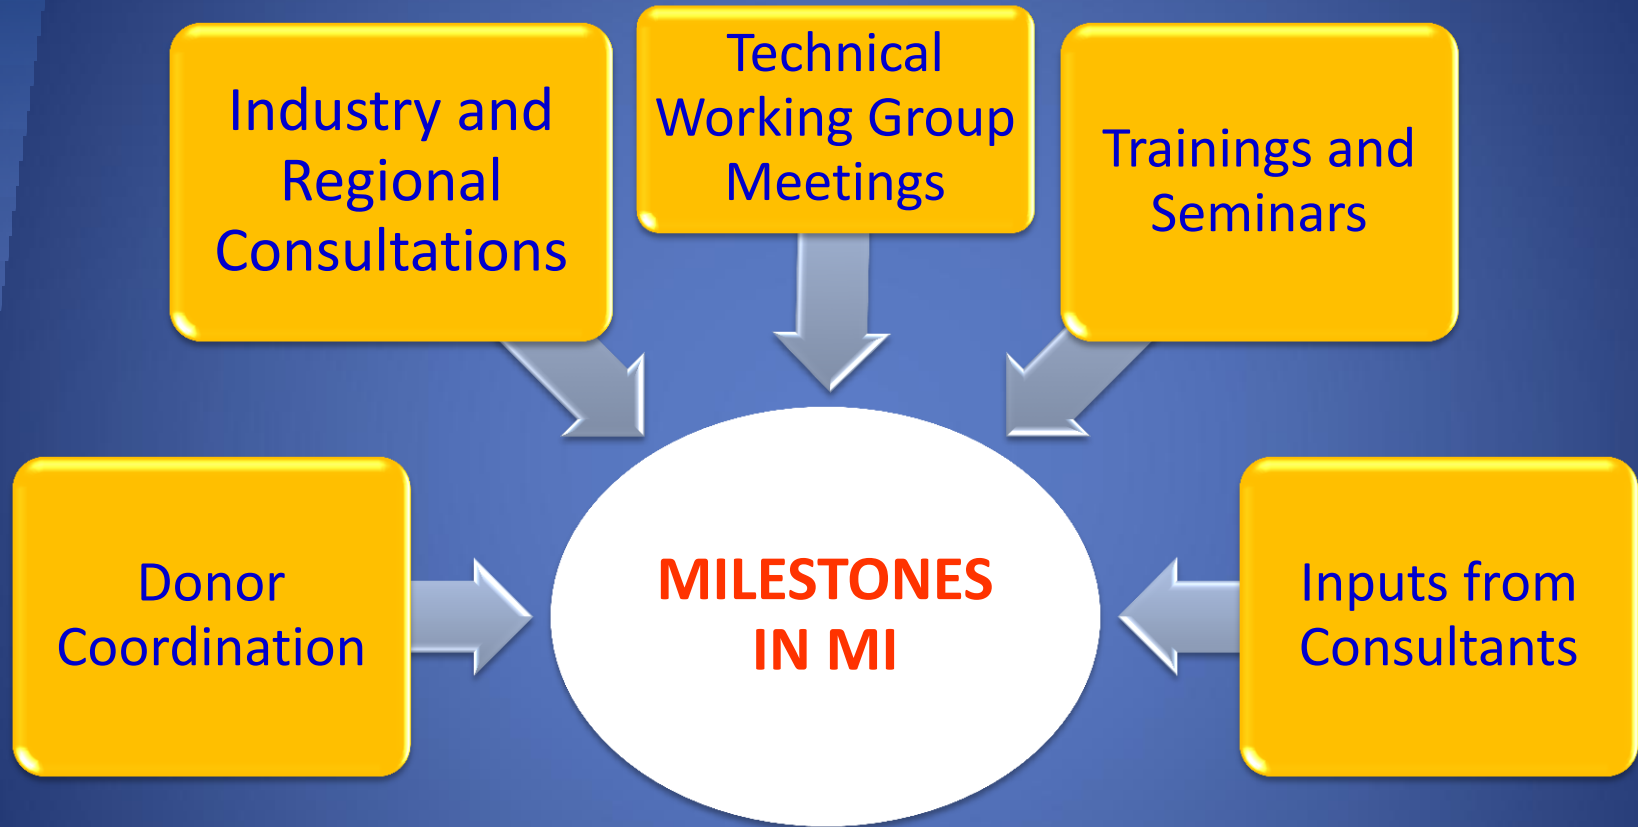 Industry and
Regional
Consultations
Technical
Working Group
Meetings
Trainings and
Seminars
Donor
Coordination
MILESTONES
IN MI
Inputs from
Consultants